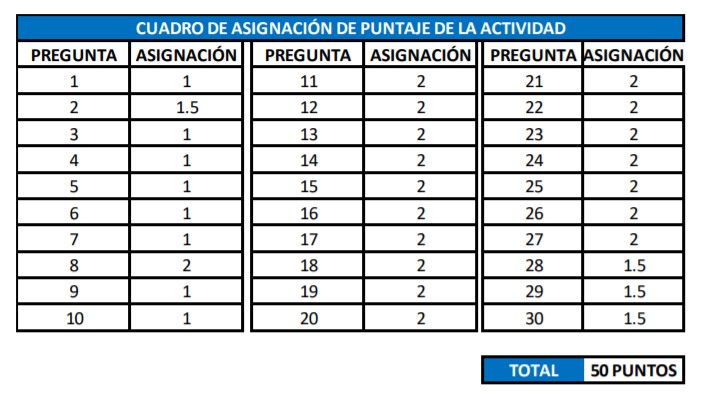 CUADRO DE ASIGNACIÓN DE PUNTAJE DE LA ACTIVIDAD
PREGUNTA ASIGNACIÓN PREGUNTA ASIGNACIÓN PREGUNTA ASIGNACIÓN
1 1 11 2 21 2
2 1.5 12 2 22 2
3 1 13 2 23 2
4 1 14 2 24 2
5 1 15 2 25 2
6 1 16 2 26 2
7 1 17 2 27 2
8 2 18 2 28 1.5
9 1 19 2 29 1.5
10 1 20 2 30 1.5
TOTAL 50 PUNTOS